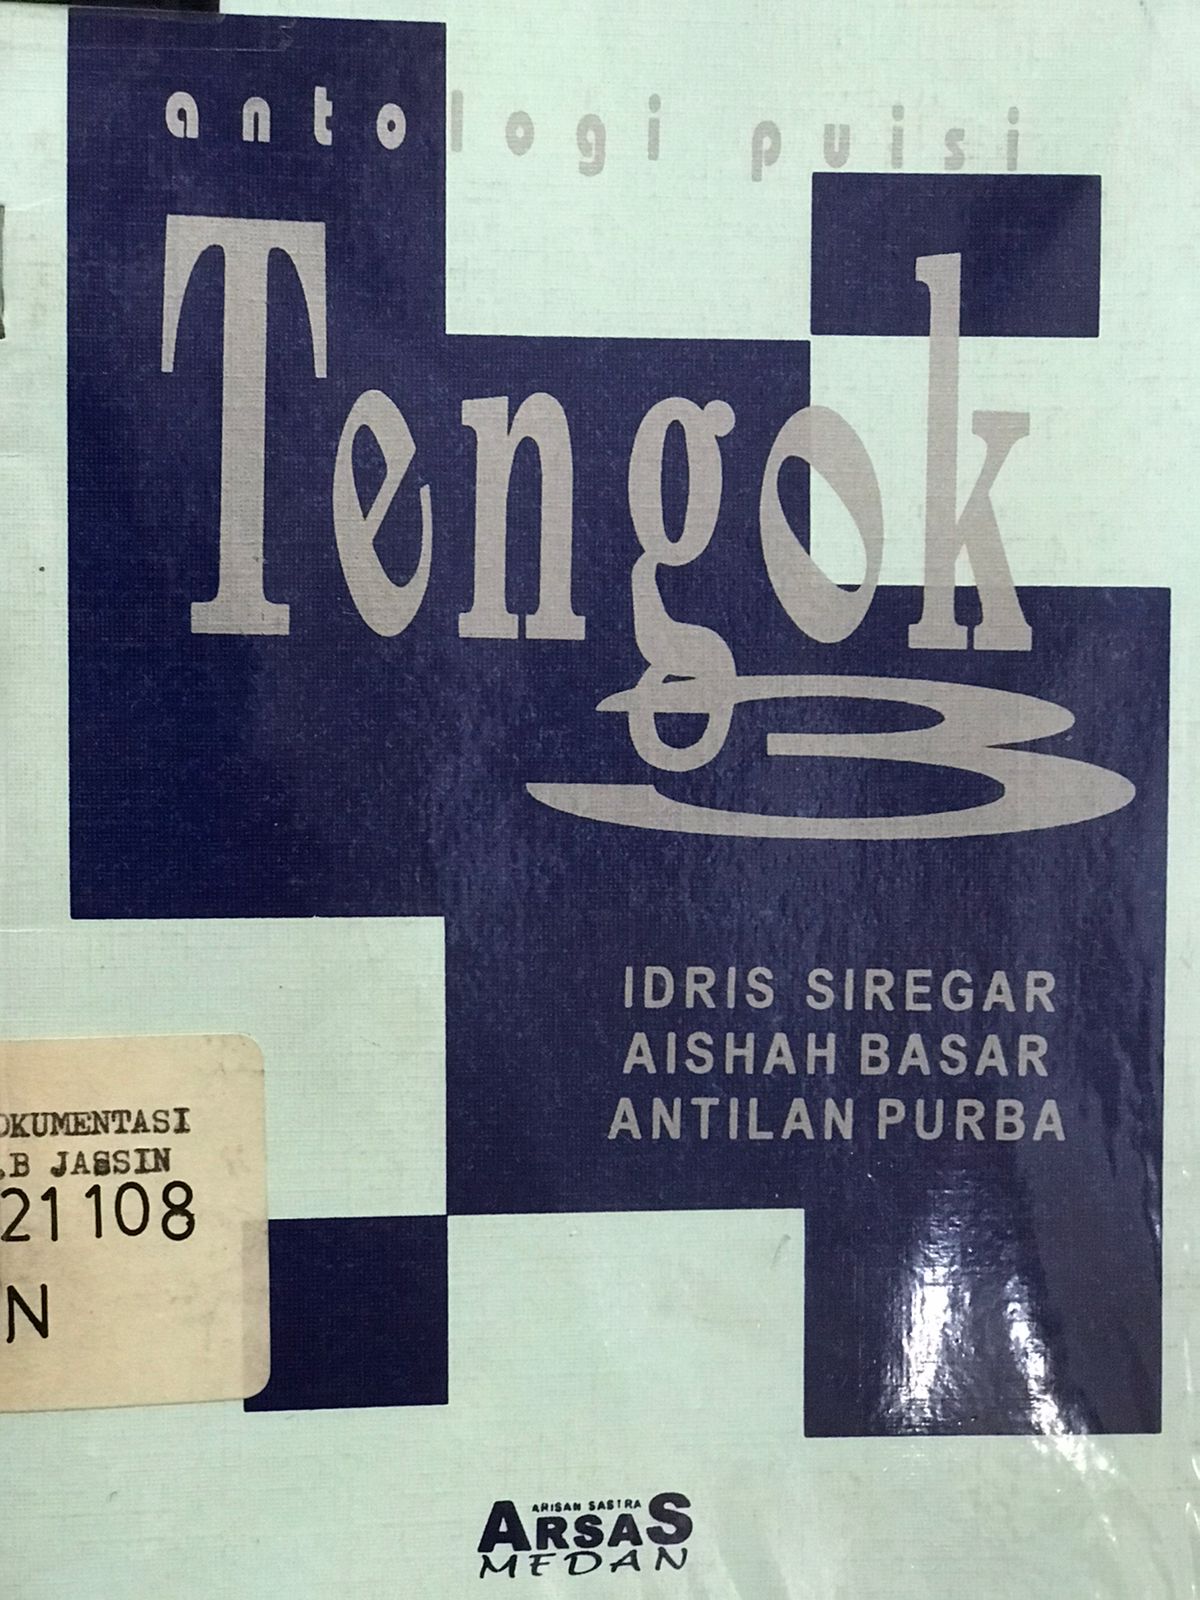 antologi puisi
Tengok
3
IDRIS SIREGAR
AISHAH BASAR
ANTILAN PURBA
OKUMENTASI
.B JASSIN
21108
N
ARISAN SASTRA
ARSAS
MEDAN